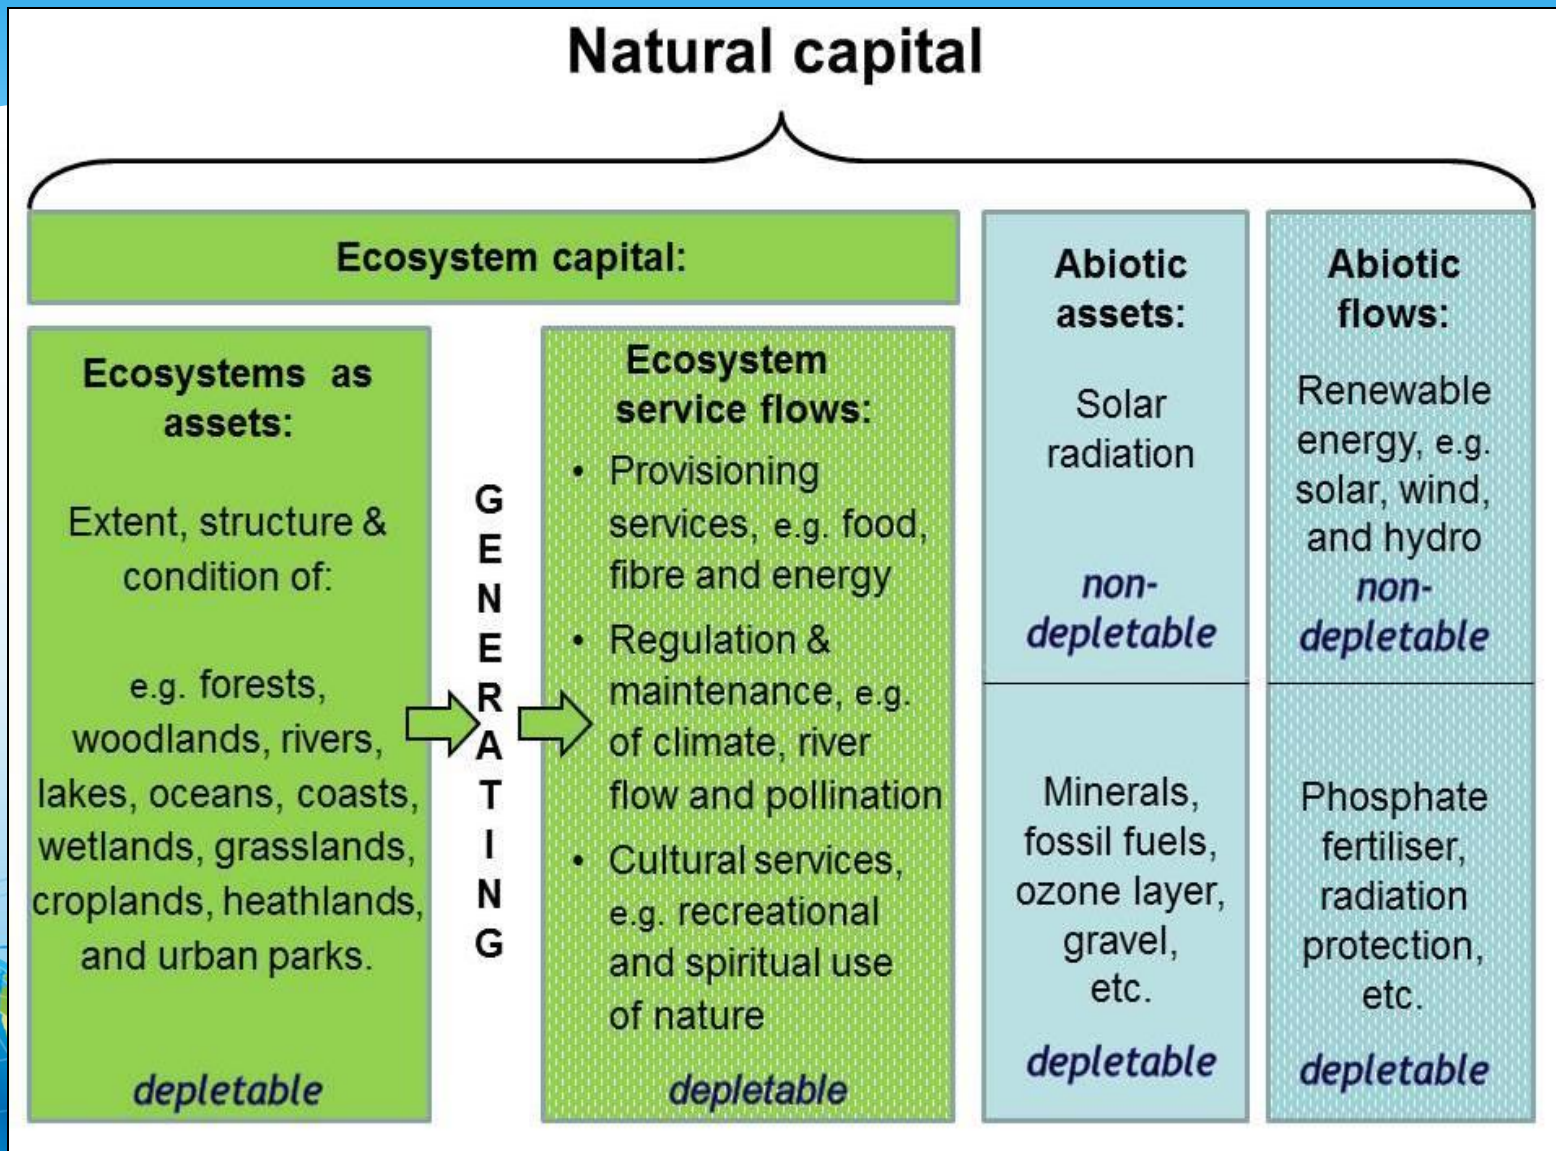 Natural capital
Ecosystem capital:
Ecosystems as
assets:
Extent, structure &
condition of:
e.g. forests,
woodlands, rivers,
lakes, oceans, coasts,
wetlands, grasslands,
croplands, heathlands,
and urban parks.
depletable
GENERATING
Ecosystem
service flows:
• Provisioning
services, e.g. food,
fibre and energy
• Regulation &
maintenance, e.g.
of climate, river
flow and pollination
• Cultural services,
e.g. recreational
and spiritual use
of nature
depletable
Abiotic
assets:
Solar
radiation
non-
depletable
Minerals,
fossil fuels,
ozone layer,
gravel,
etc.
depletable
Abiotic
flows:
Renewable
energy, e.g.
solar, wind,
and hydro
non-
depletable
Phosphate
fertiliser,
radiation
protection,
etc.
depletable